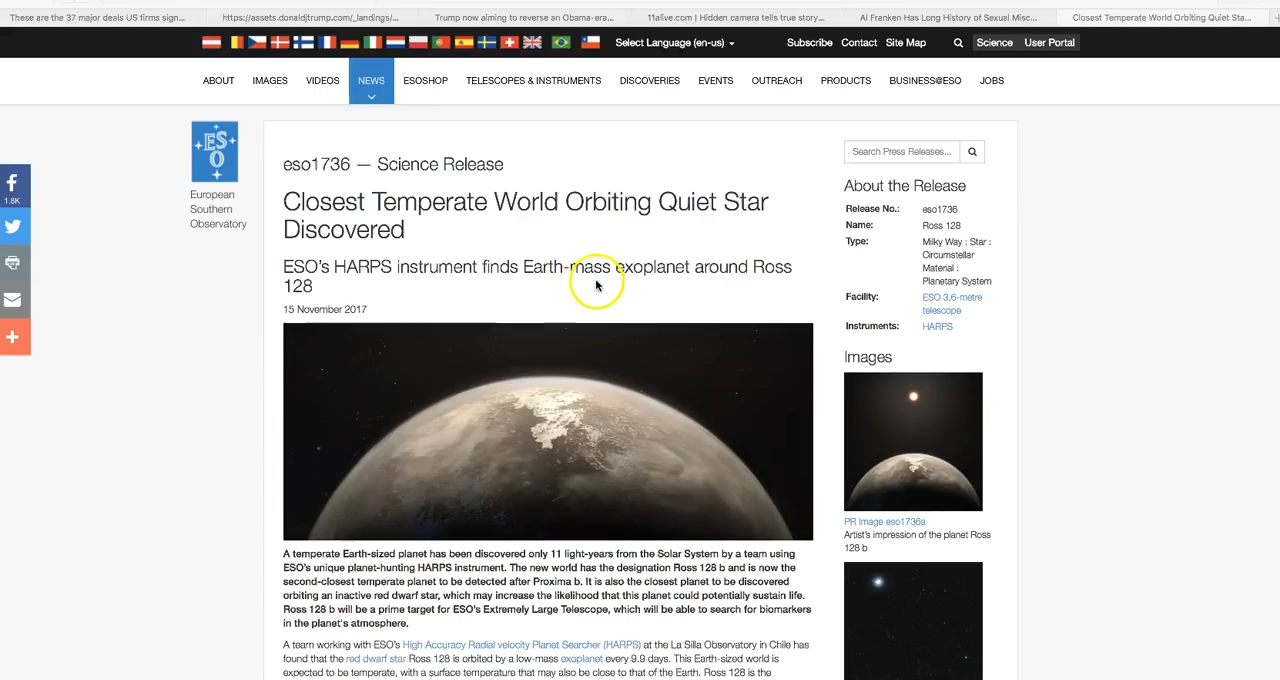 These are the 37 major deals US firms sign...
https://assets.donaldjtrump.com/_landings/...
Trump now aiming to reverse an Obama-era...
11alive.com | Hidden camera tells true story...
Al Franken Has Long History of Sexual Misc...
Closest Temperate World Orbiting Quiet Sta...
Select Language (en-us)
Subscribe
Contact
Site Map
Science
User Portal
ABOUT
IMAGES
VIDEOS
NEWS
ESOSHOP
TELESCOPES & INSTRUMENTS
DISCOVERIES
EVENTS
OUTREACH
PRODUCTS
BUSINESS@ESO
JOBS
ES
O
European
Southern
Observatory
1.8K
eso1736 — Science Release
Closest Temperate World Orbiting Quiet Star
Discovered
ESO's HARPS instrument finds Earth-mass exoplanet around Ross
128
15 November 2017
A temperate Earth-sized planet has been discovered only 11 light-years from the Solar System by a team using
ESO's unique planet-hunting HARPS instrument. The new world has the designation Ross 128 b and is now the
second-closest temperate planet to be detected after Proxima b. It is also the closest planet to be discovered
orbiting an inactive red dwarf star, which may increase the likelihood that this planet could potentially sustain life.
Ross 128 b will be a prime target for ESO's Extremely Large Telescope, which will be able to search for biomarkers
in the planet's atmosphere.
A team working with ESO's High Accuracy Radial velocity Planet Searcher (HARPS) at the La Silla Observatory in Chile has
found that the red dwarf star Ross 128 is orbited by a low-mass exoplanet every 9.9 days. This Earth-sized world is
expected to be temperate, with a surface temperature that may also be close to that of the Earth. Ross 128 is the
Search Press Releases...
About the Release
Release No.: eso1736
Name: Ross 128
Type: Milky Way : Star :
Circumstellar
Material :
Planetary System
Facility: ESO 3.6-metre
telescope
Instruments: HARPS
Images
PR Image eso1736a
Artist's impression of the planet Ross
128 b